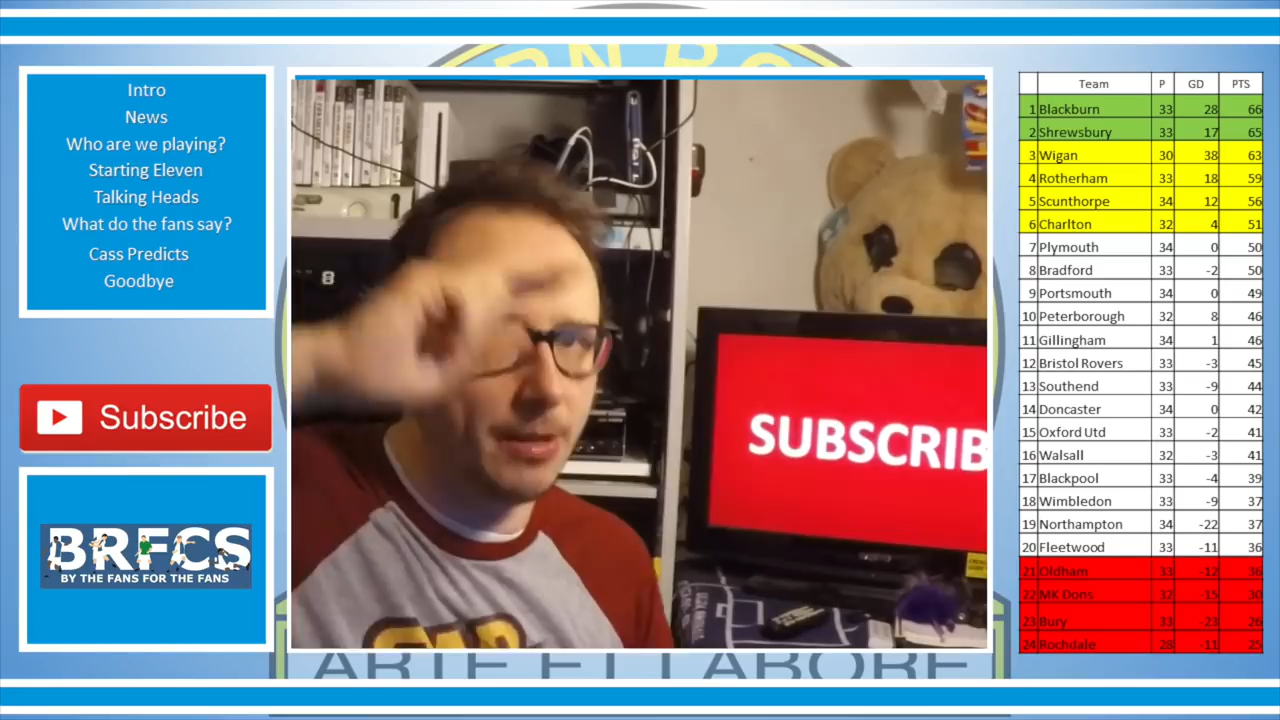 RN RO
Intro
News
Who are we playing?
Starting Eleven
Talking Heads
What do the fans say?
Cass Predicts
Goodbye
Subscribe
BRFCS
BY THE FANS FOR THE FANS
8
SUBSCRIB
ARTE ET LABORE
Team P GD PTS
1 Blackburn 33 28 66
2 Shrewsbury 33 17 65
3 Wigan 30 38 63
4 Rotherham 33 18 59
5 Scunthorpe 34 12 56
6 Charlton 32 4 51
7 Plymouth 34 0 50
8 Bradford 33 -2 50
9 Portsmouth 34 0 49
10 Peterborough 32 8 46
11 Gillingham 34 1 46
12 Bristol Rovers 33 -3 45
13 Southend 33 -9 44
14 Doncaster 34 0 42
15 Oxford Utd 33 -2 41
16 Walsall 32 -3 41
17 Blackpool 33 -4 39
18 Wimbledon 33 -9 37
19 Northampton 34 -22 37
20 Fleetwood 33 -11 36
21 Oldham 33 -12 36
22 MK Dons 32 -15 30
23 Bury 33 -23 26
24 Rochdale 28 -11 25